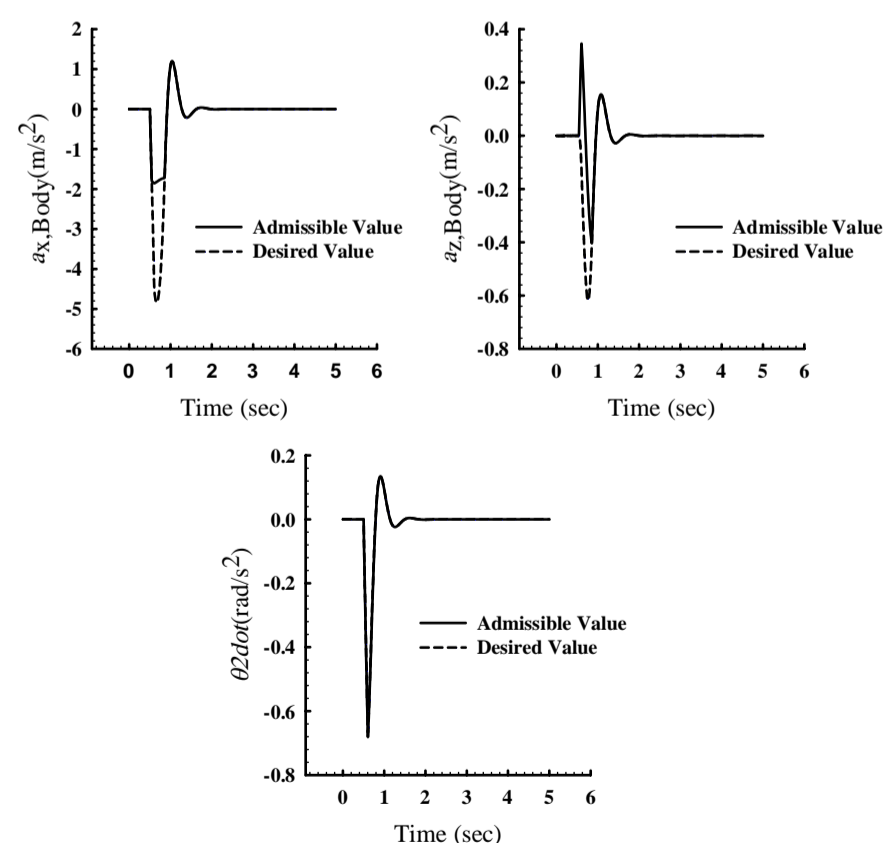 2
1
0
-1
-2
-3
-4
-5
-6
ax,Body(m/s2)
Admissible Value
Desired Value
0 1 2 3 4 5 6
Time (sec)
0.4
0.2
0.0
-0.2
-0.4
-0.6
-0.8
az,Body(m/s2)
Admissible Value
Desired Value
0 1 2 3 4 5 6
Time (sec)
0.2
0.0
-0.2
-0.4
-0.6
-0.8
θ2dot(rad/s2)
Admissible Value
Desired Value
0 1 2 3 4 5 6
Time (sec)